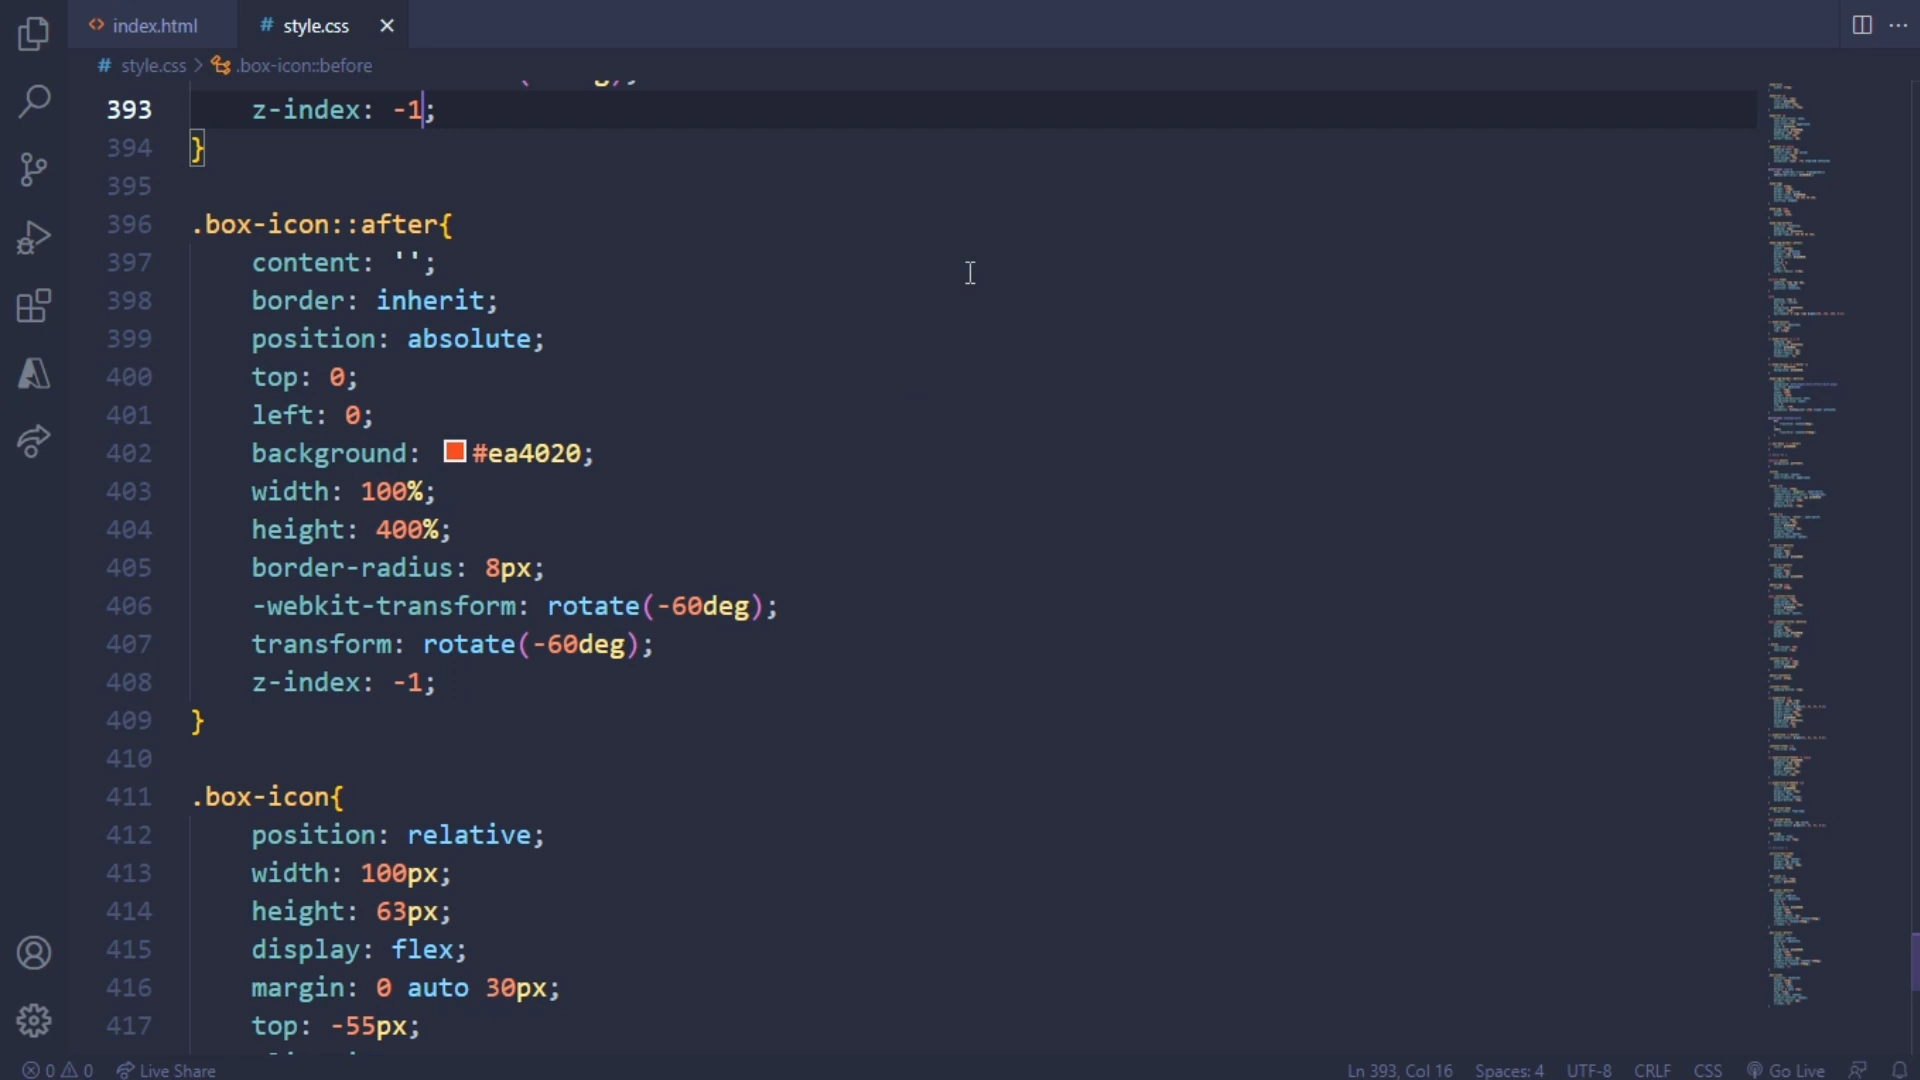 index.html
# style.css
# style.css > .box-icon::before
393 z-index: -1;
394 }
395
396 .box-icon::after{
397 content: '';
398 border: inherit;
399 position: absolute;
400 top: 0;
401 left: 0;
402 background: #ea4020;
403 width: 100%;
404 height: 400%;
405 border-radius: 8px;
406 -webkit-transform: rotate(-60deg);
407 transform: rotate(-60deg);
408 z-index: -1;
409 }
410
411 .box-icon{
412 position: relative;
413 width: 100px;
414 height: 63px;
415 display: flex;
416 margin: 0 auto 30px;
417 top: -55px;
0 0 Live Share
Ln 393, Col 16 Spaces: 4 UTF-8 CRLF CSS Go Live